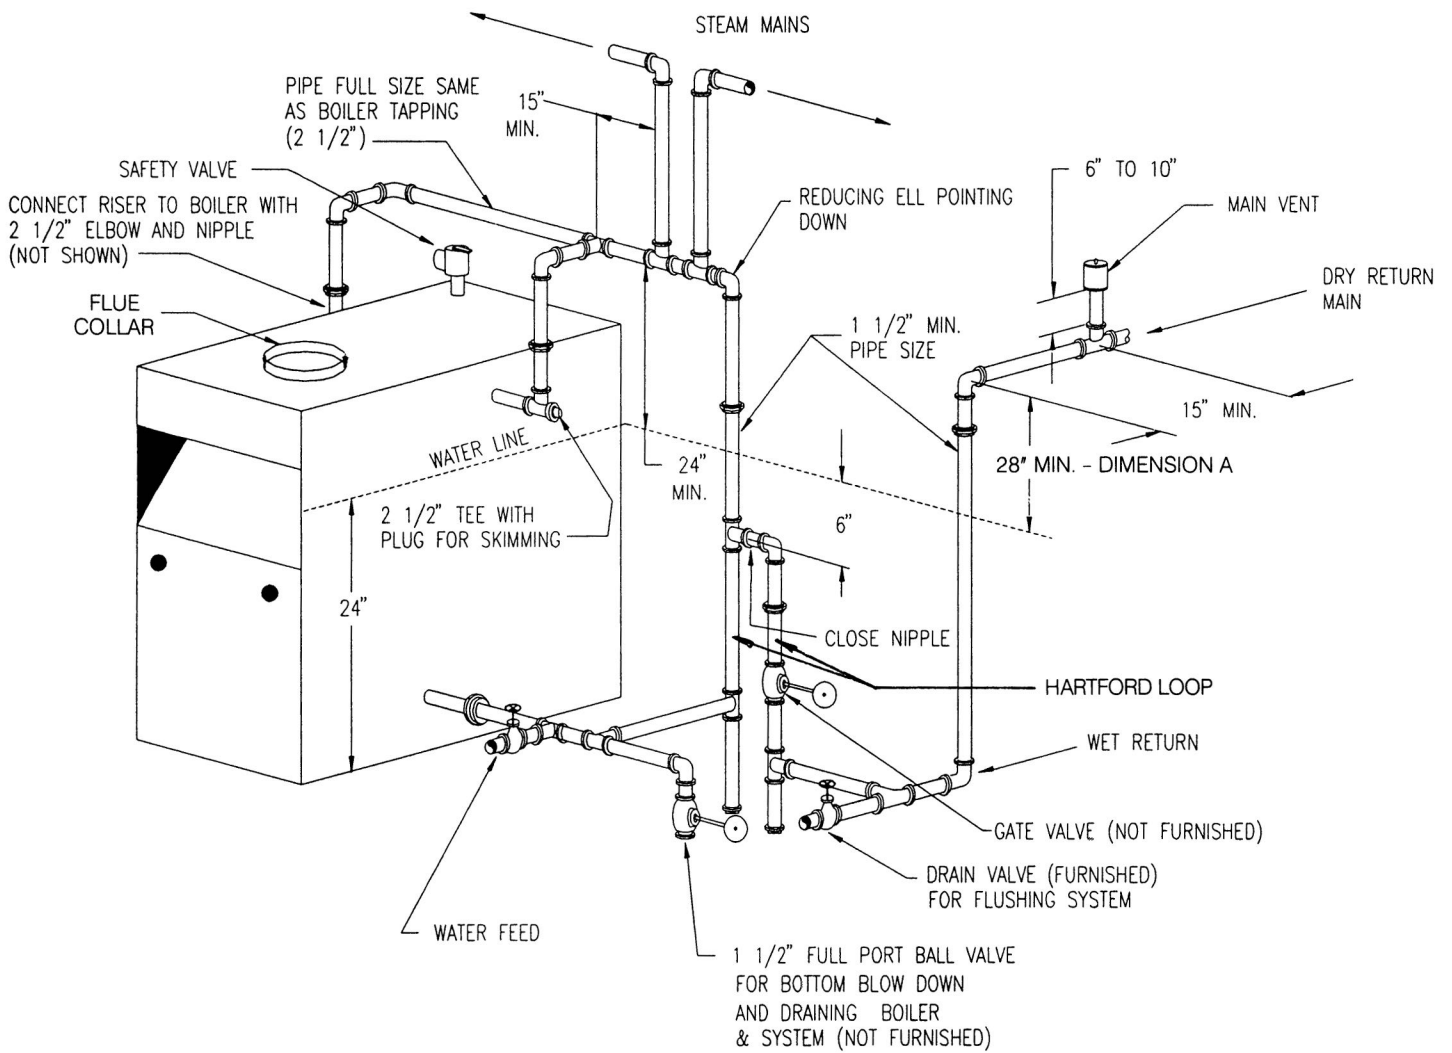 STEAM MAINS
PIPE FULL SIZE SAME
AS BOILER TAPPING
(2 1/2")
15"
MIN.
SAFETY VALVE
CONNECT RISER TO BOILER WITH
2 1/2" ELBOW AND NIPPLE
(NOT SHOWN)
FLUE
COLLAR
REDUCING ELL POINTING
DOWN
6" TO 10"
MAIN VENT
DRY RETURN
MAIN
1 1/2" MIN.
PIPE SIZE
15" MIN.
28" MIN. - DIMENSION A
WATER LINE
24"
MIN.
2 1/2" TEE WITH
PLUG FOR SKIMMING
6"
24"
CLOSE NIPPLE
HARTFORD LOOP
WET RETURN
GATE VALVE (NOT FURNISHED)
DRAIN VALVE (FURNISHED)
FOR FLUSHING SYSTEM
WATER FEED
1 1/2" FULL PORT BALL VALVE
FOR BOTTOM BLOW DOWN
AND DRAINING BOILER
& SYSTEM (NOT FURNISHED)